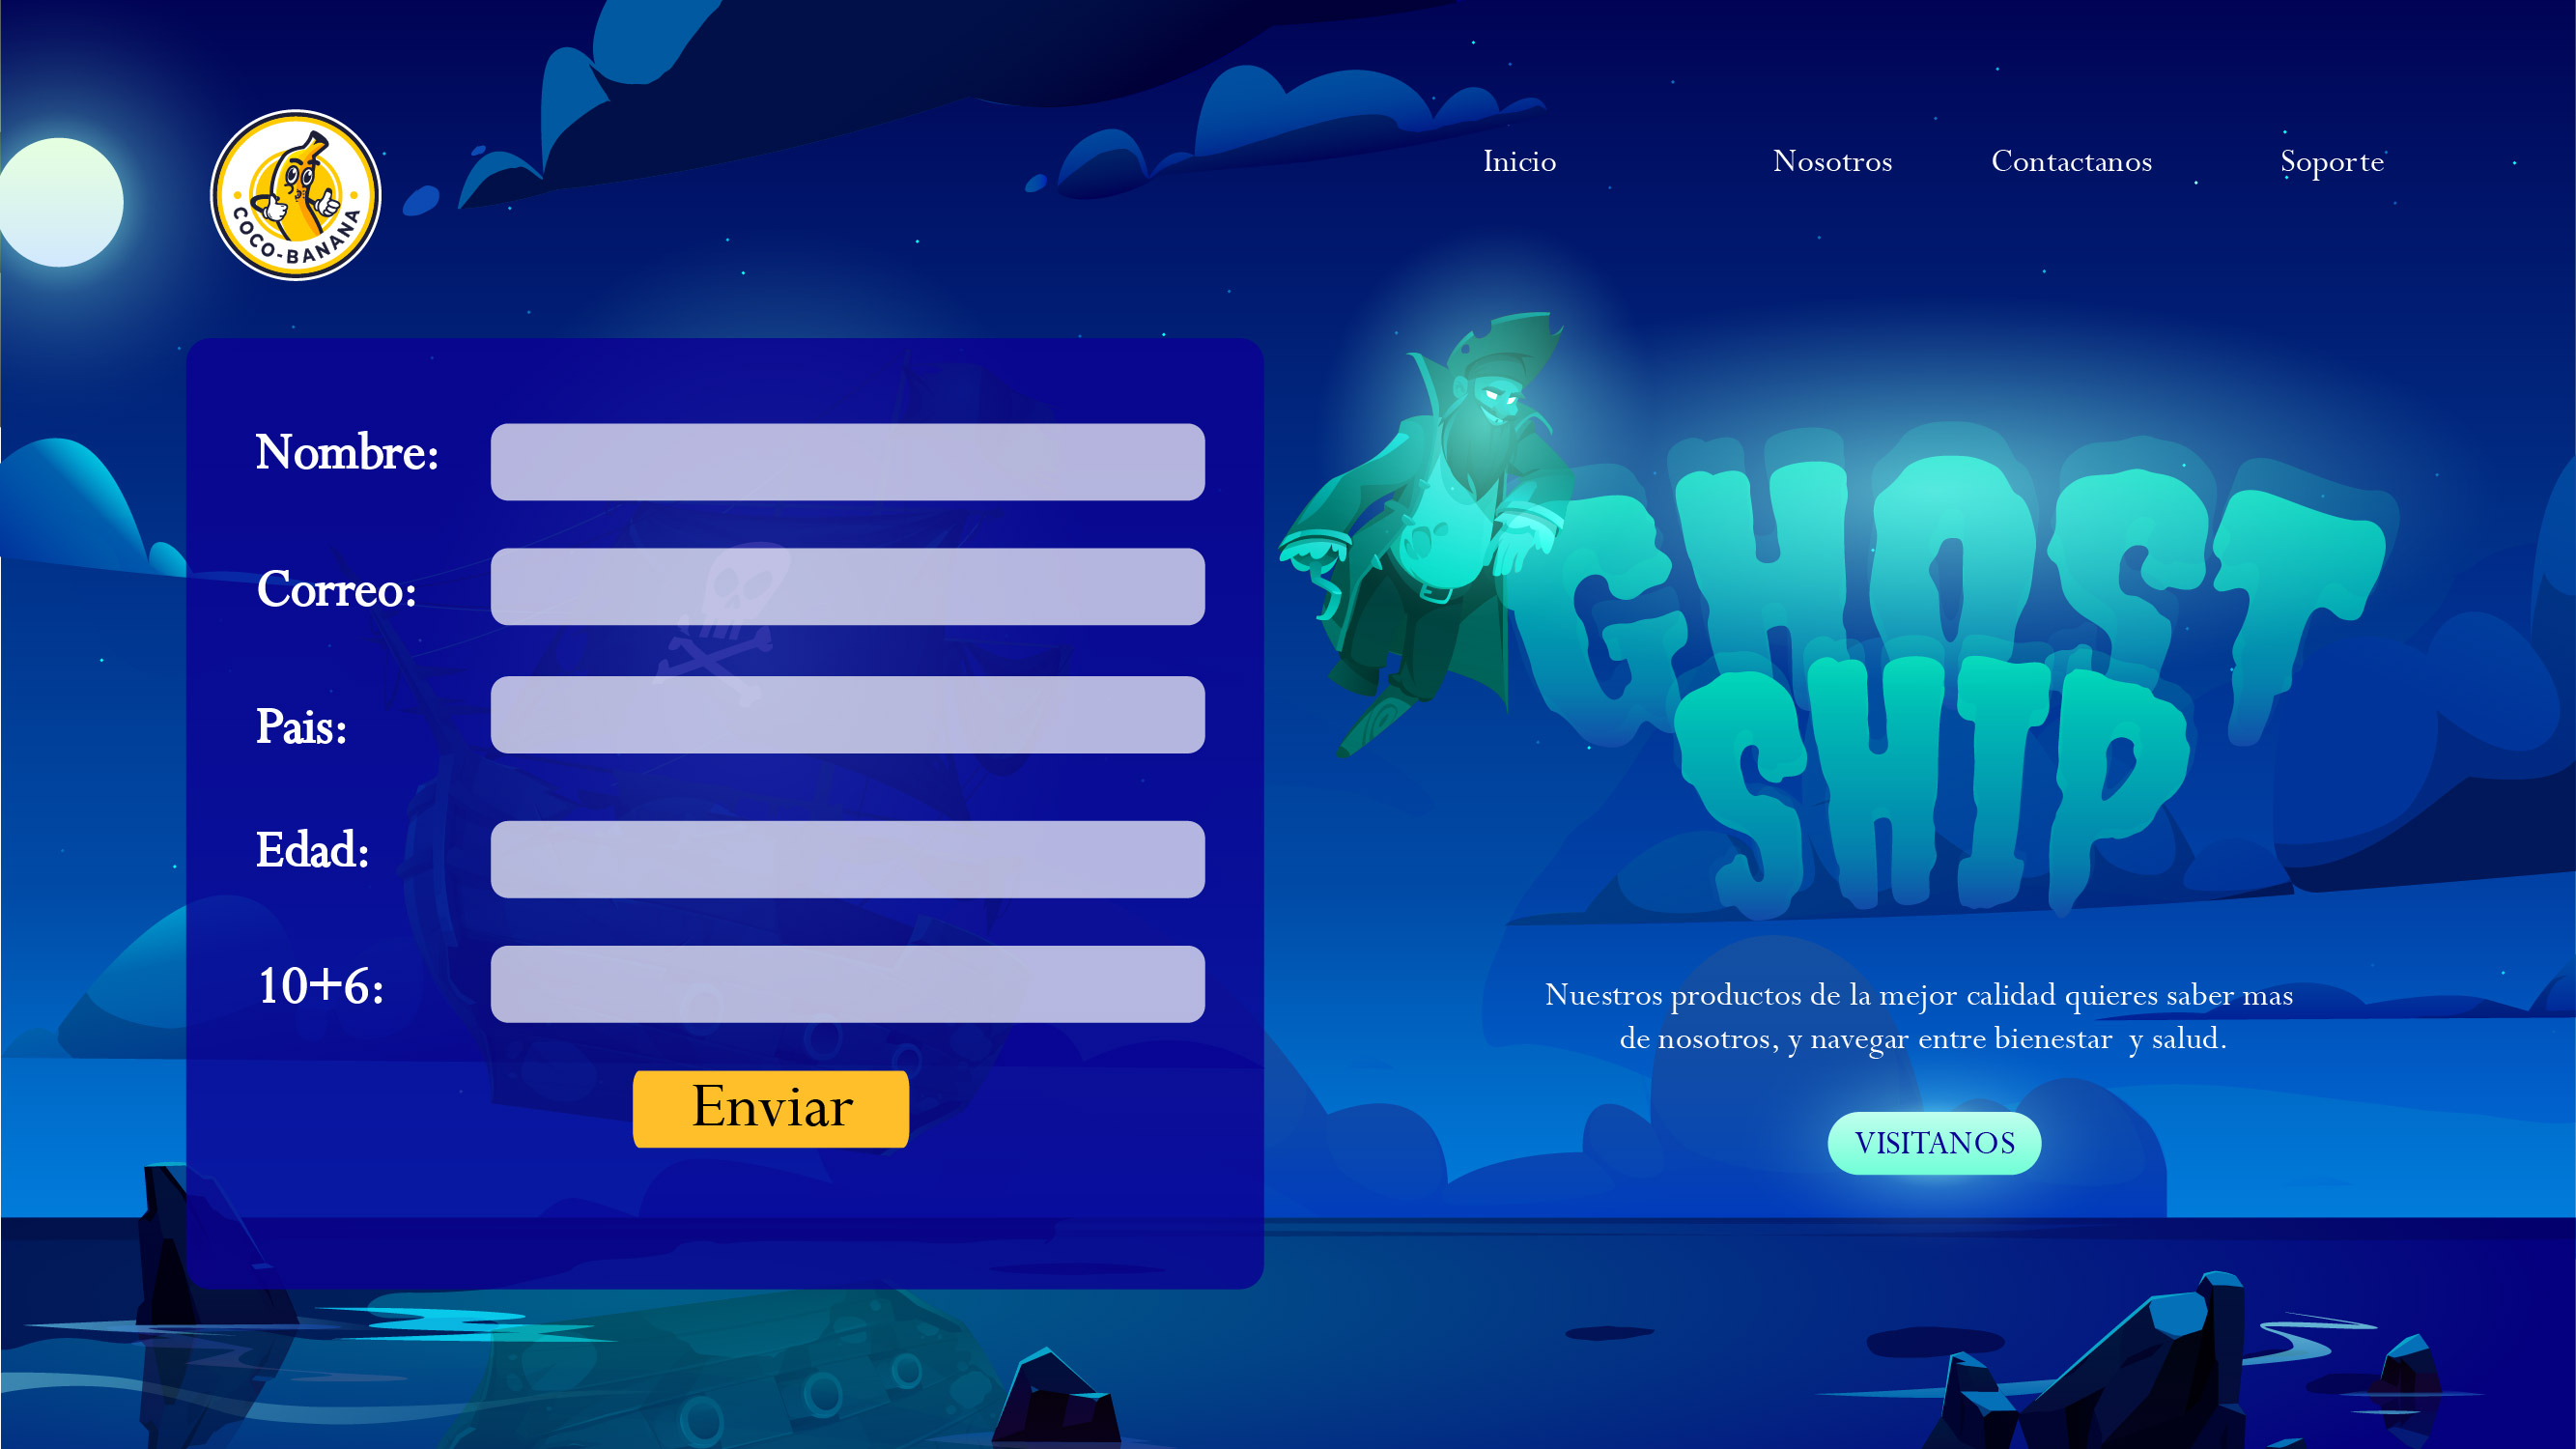 COCO-BANANA
Inicio Nosotros Contactanos Soporte
Nombre:
Correo:
Pais:
Edad:
10+6:
Enviar
GHOST
SHIP
Nuestros productos de la mejor calidad quieres saber mas
de nosotros, y navegar entre bienestar y salud.
VISITANOS